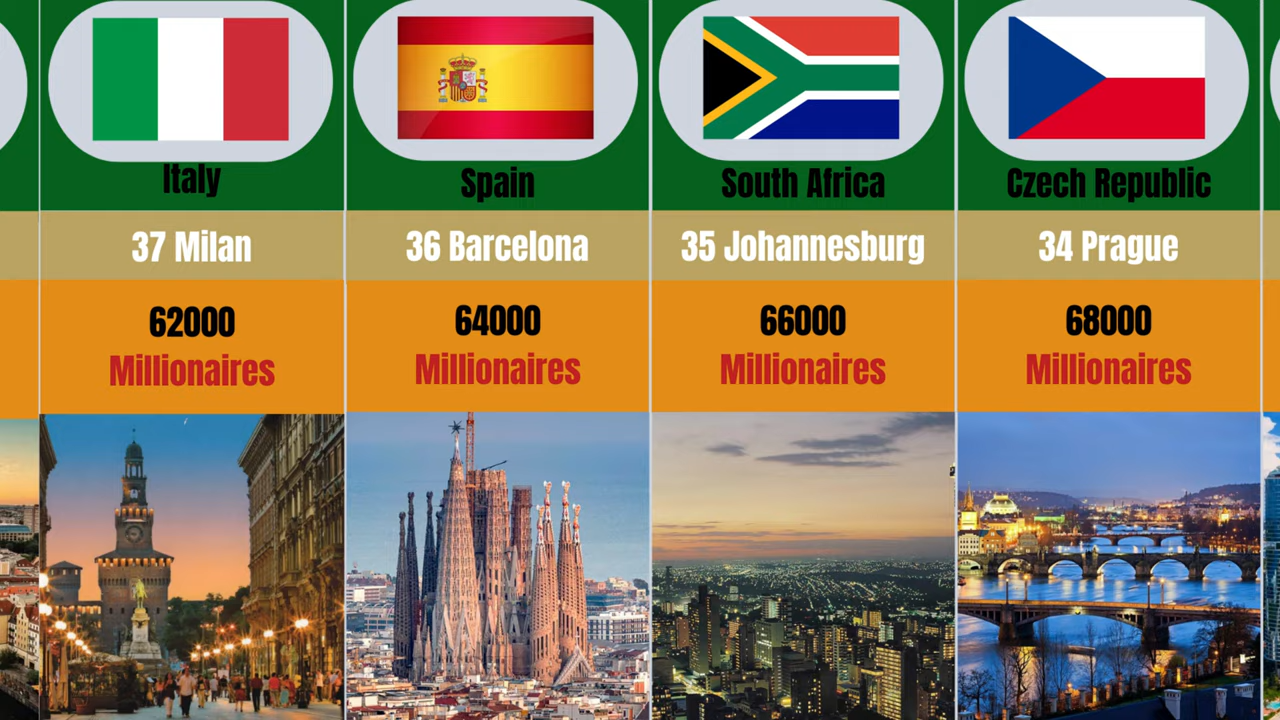 Italy
37 Milan
62000
Millionaires
Spain
36 Barcelona
64000
Millionaires
South Africa
35 Johannesburg
66000
Millionaires
Czech Republic
34 Prague
68000
Millionaires